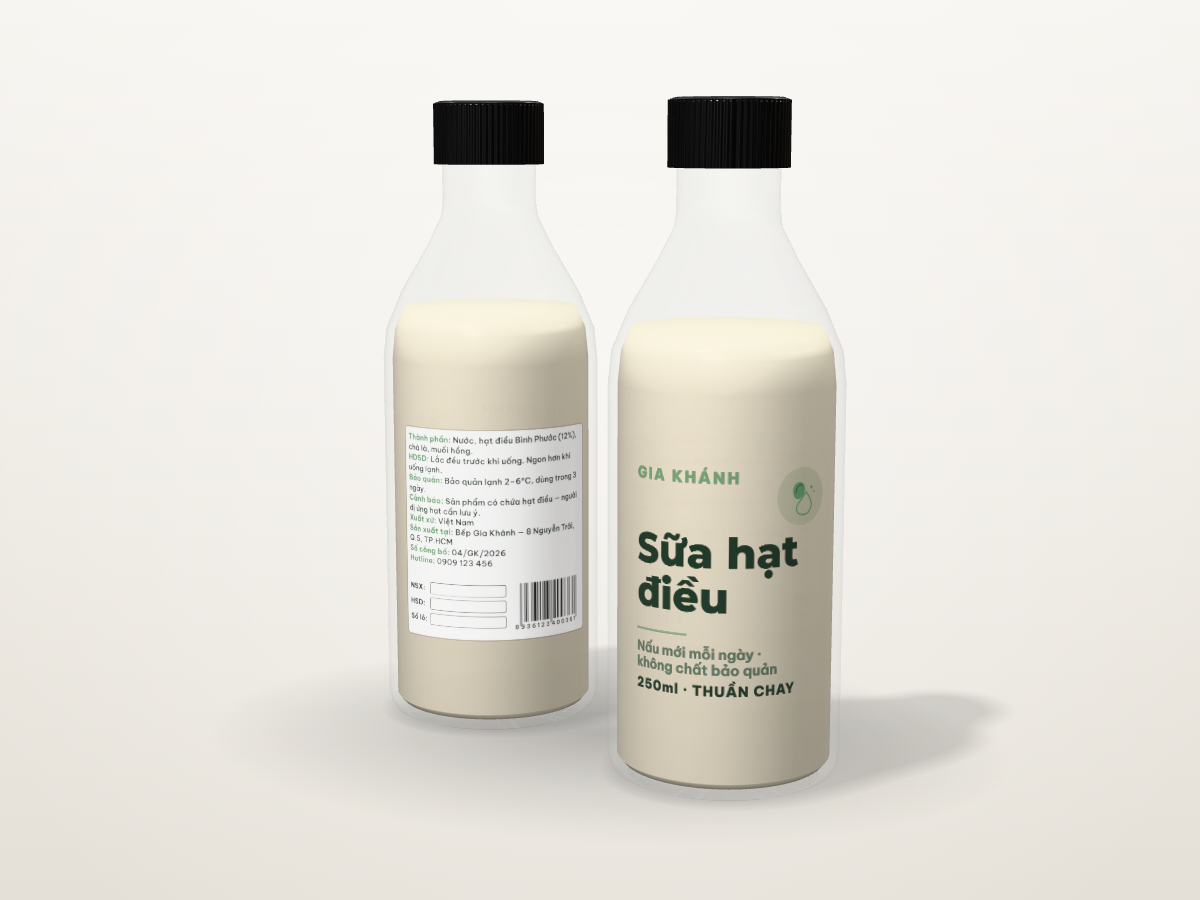 Thành phần: Nước, hạt điều Bình Phước (12%),
chà là, muối hồng.
HDSD: Lắc đều trước khi uống. Ngon hơn khi
uống lạnh.
Bảo quản: Bảo quản lạnh 2–6°C, dùng trong 3
ngày.
Cảnh báo: Sản phẩm có chứa hạt điều – người
dị ứng hạt cần lưu ý.
Xuất xứ: Việt Nam
Sản xuất tại: Bếp Gia Khánh – 8 Nguyễn Trãi,
Q.5, TP.HCM
Số công bố: 04/GK/2026
Hotline: 0909 123 456
NSX:
HSD:
Số lô:
GIA KHÁNH
Sữa hạt
điều
Nấu mới mỗi ngày ·
không chất bảo quản
250ml · THUẦN CHAY